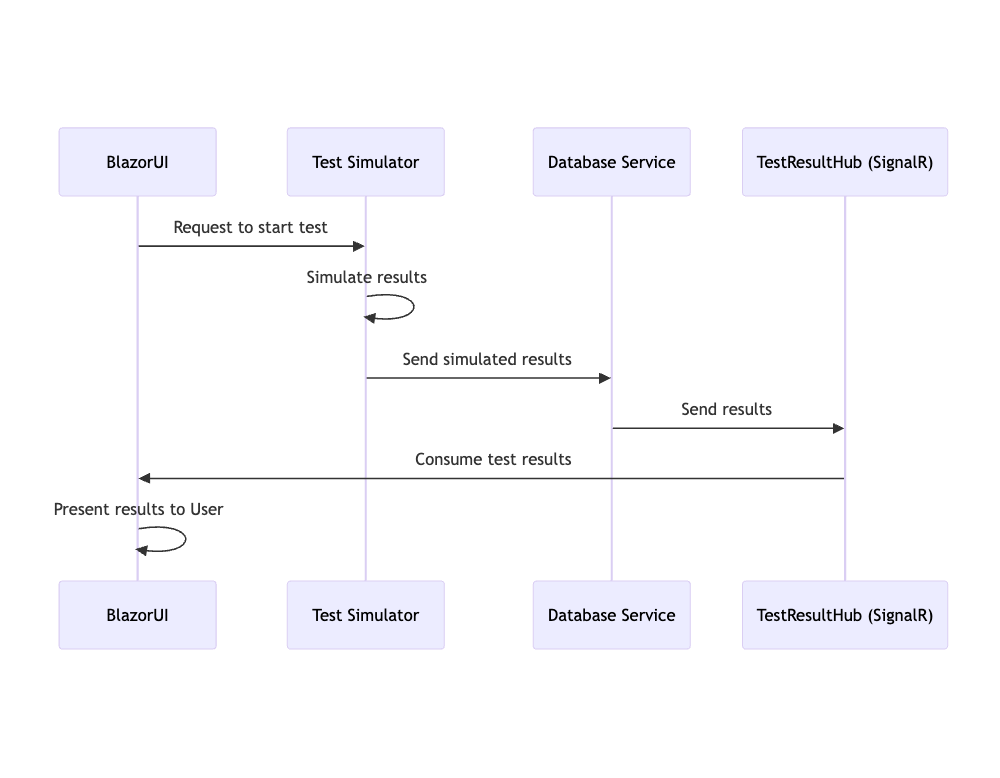 BlazorUI
Test Simulator
Database Service
TestResultHub (SignalR)
Request to start test
Simulate results
Send simulated results
Send results
Consume test results
Present results to User
BlazorUI
Test Simulator
Database Service
TestResultHub (SignalR)